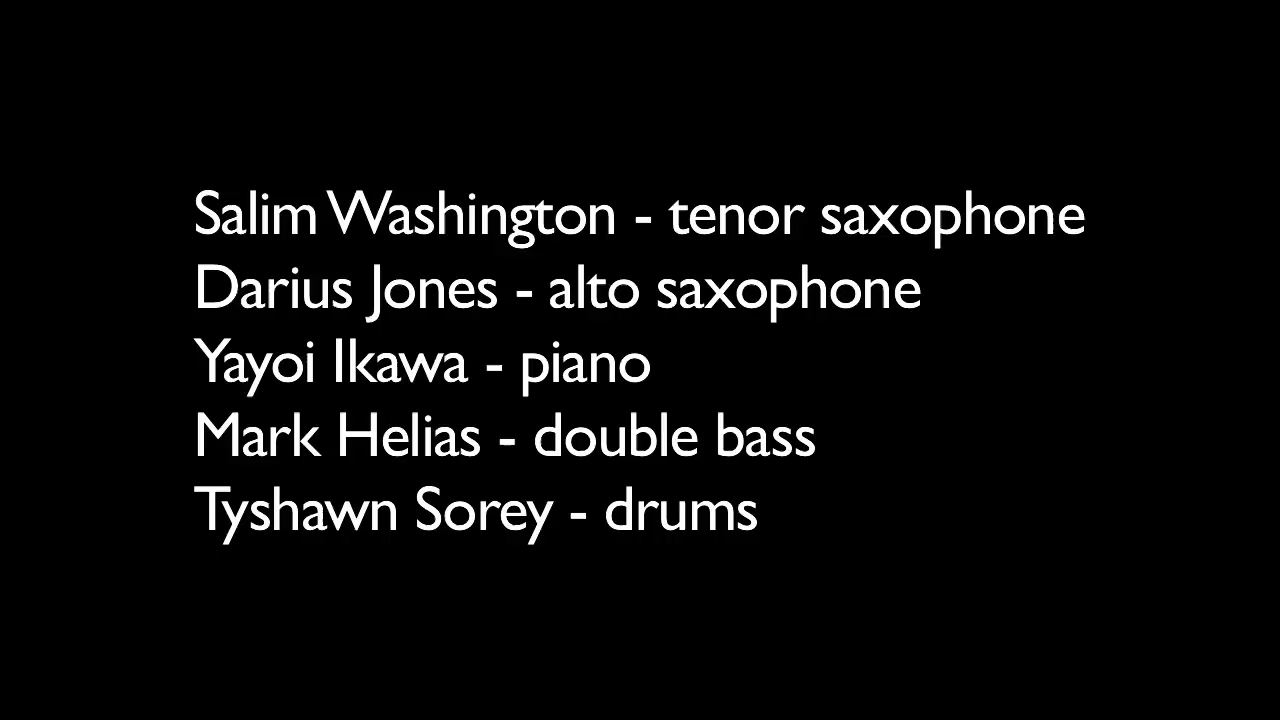 Salim Washington - tenor saxophone
Darius Jones - alto saxophone
Yayoi Ikawa - piano
Mark Helias - double bass
Tyshawn Sorey - drums